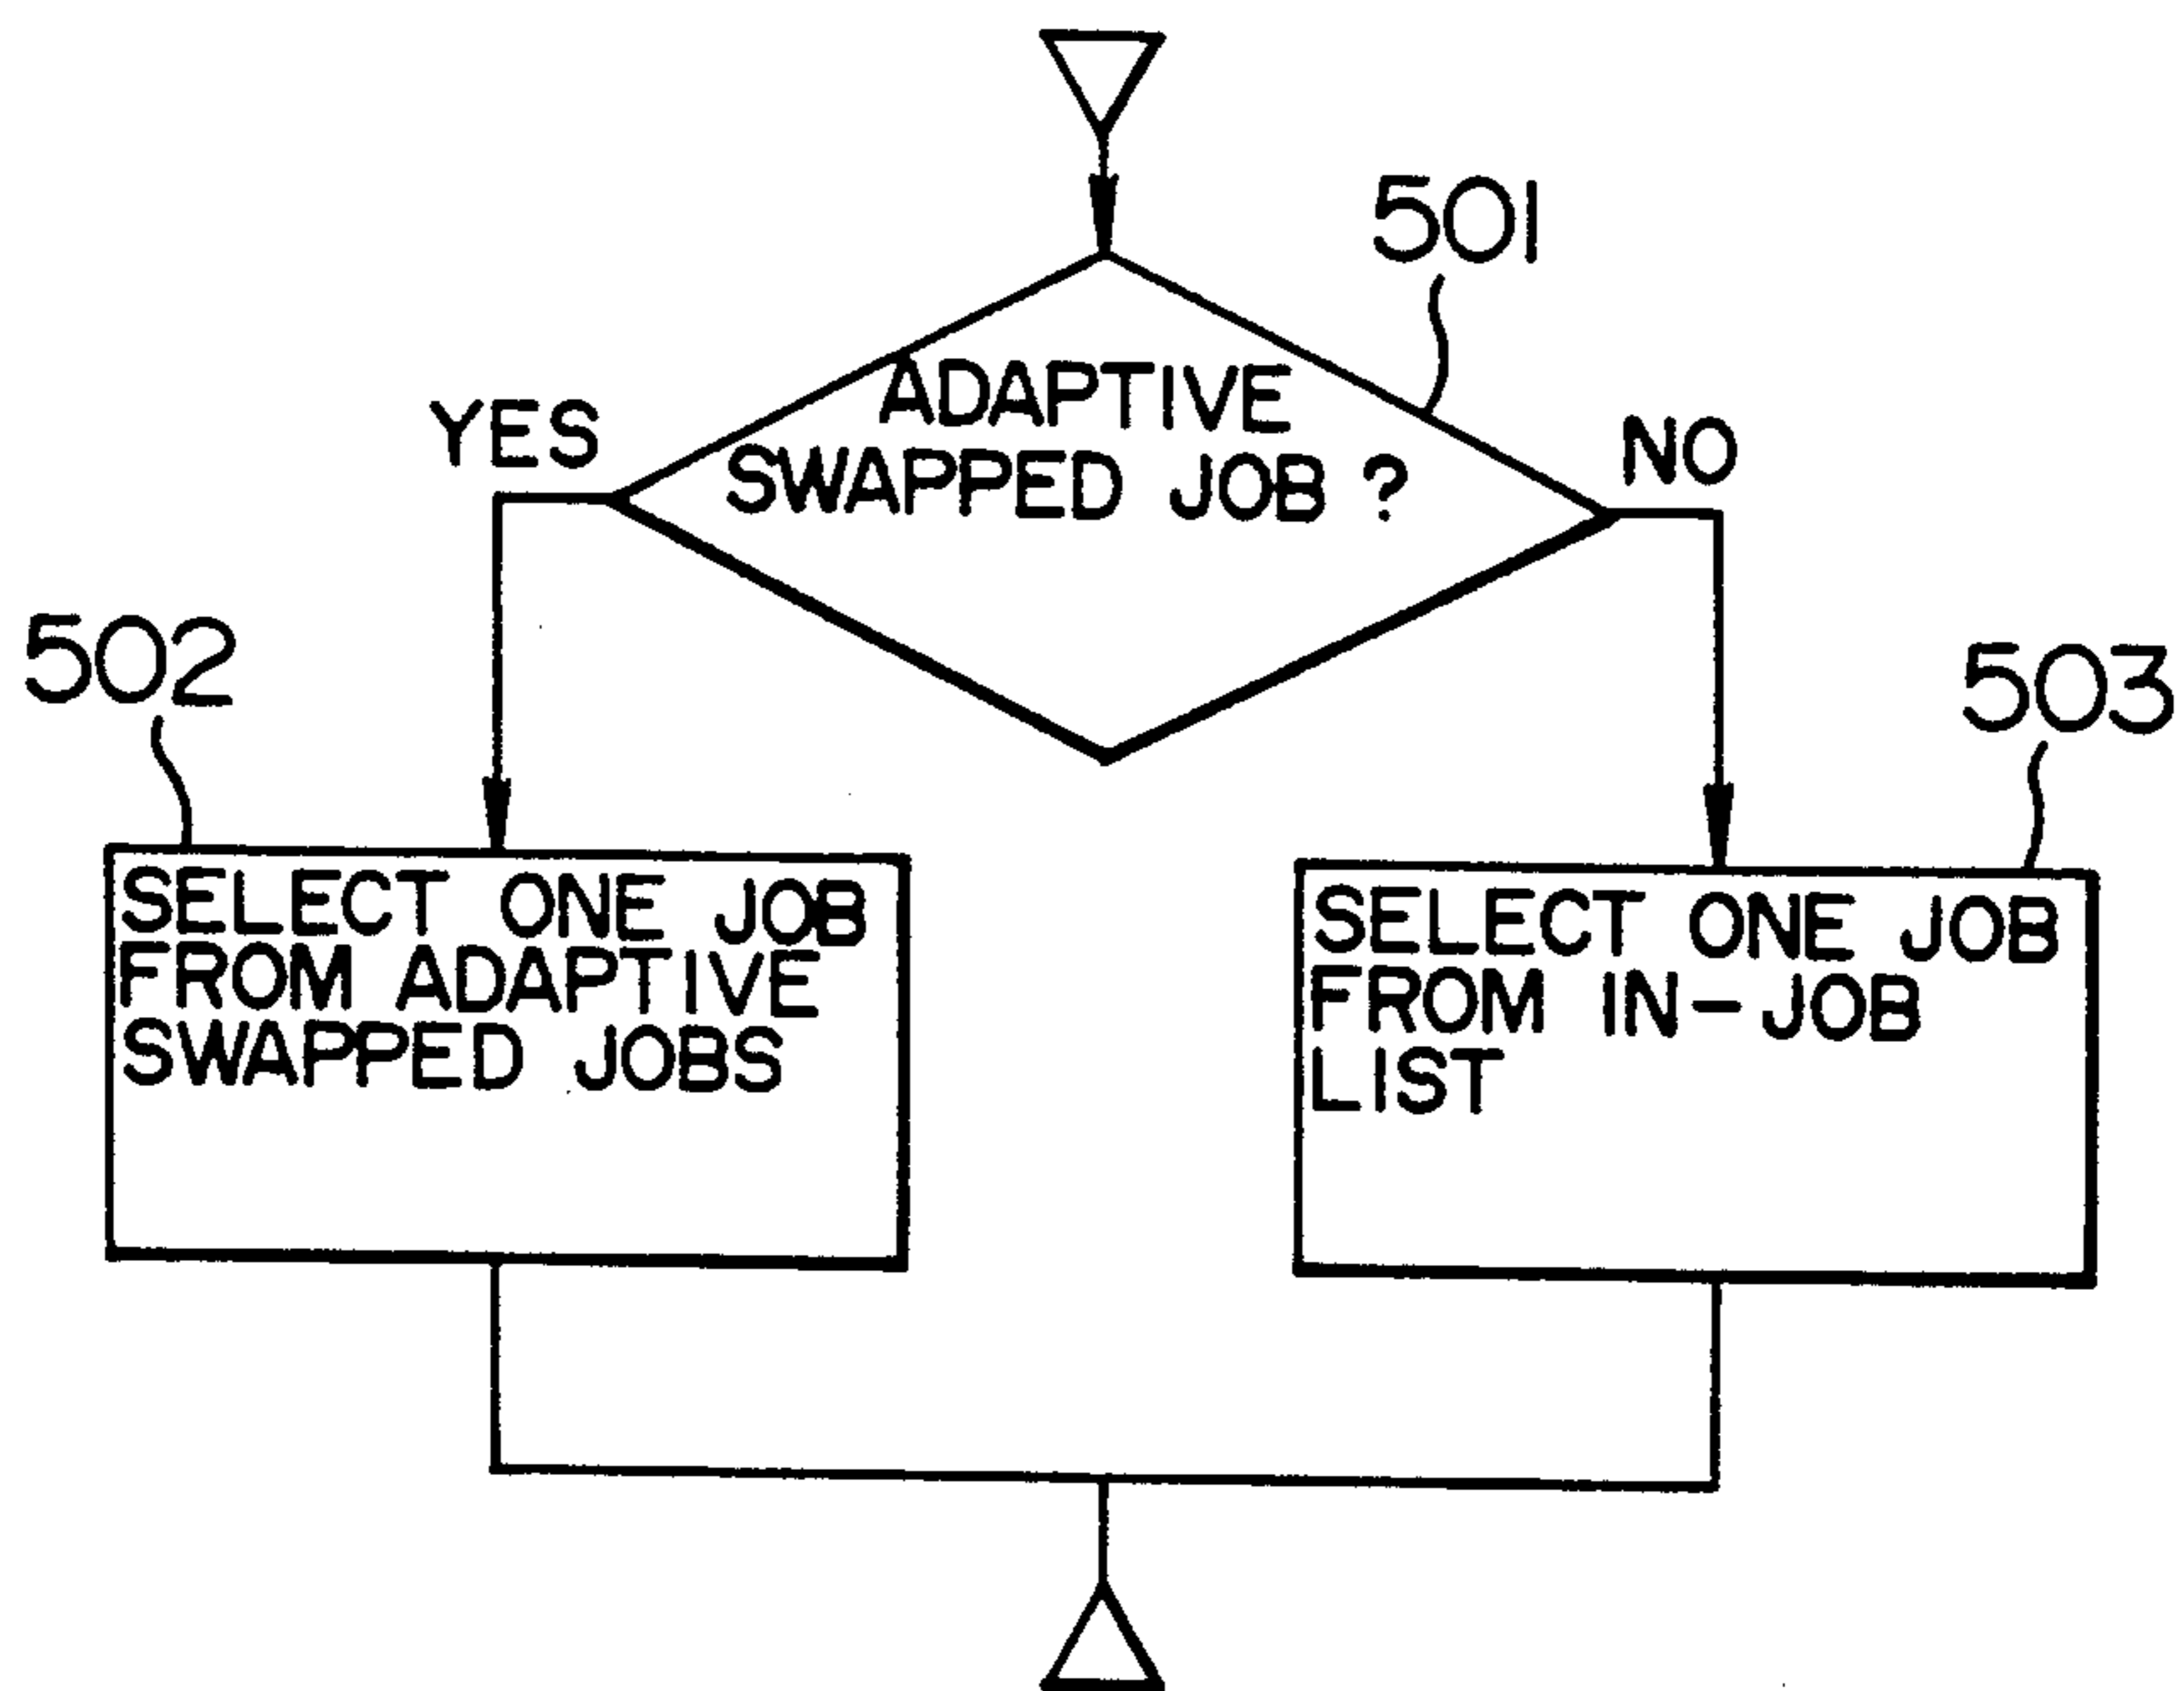 501
ADAPTIVE
SWAPPED JOB ?
YES
NO
502
503
SELECT ONE JOB
FROM ADAPTIVE
SWAPPED JOBS
SELECT ONE JOB
FROM IN-JOB
LIST